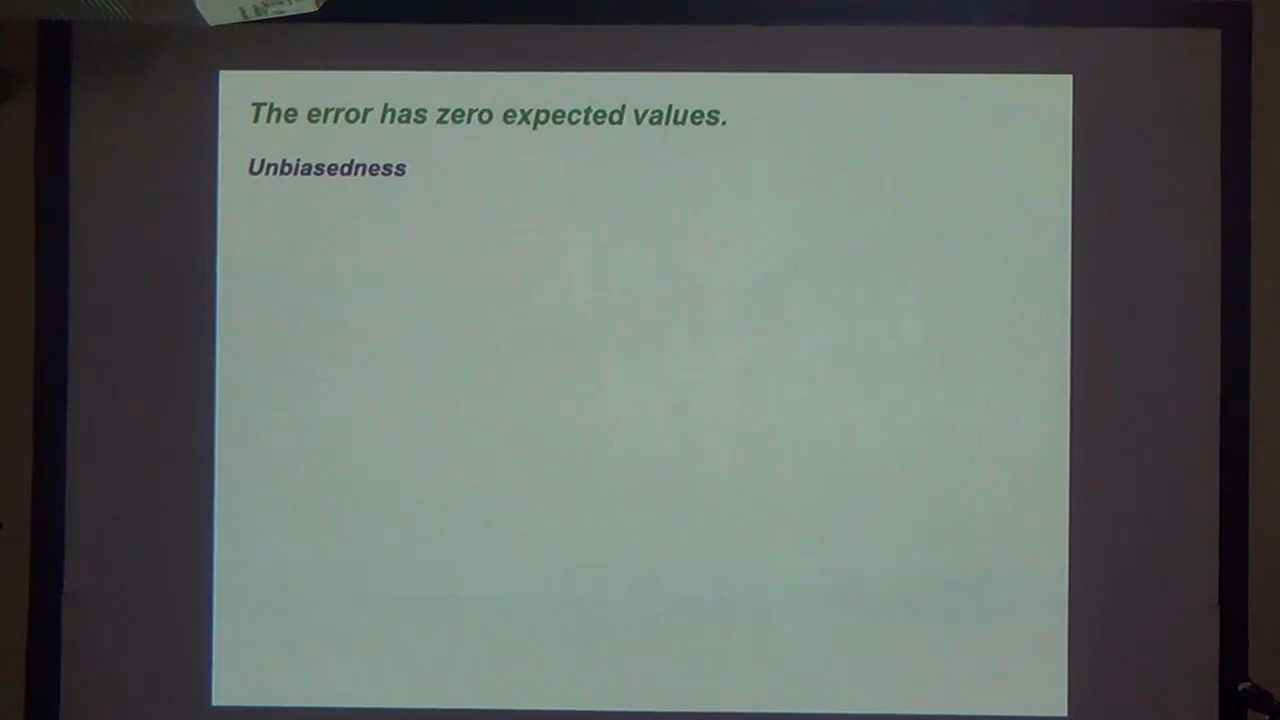 The error has zero expected values.
Unbiasedness